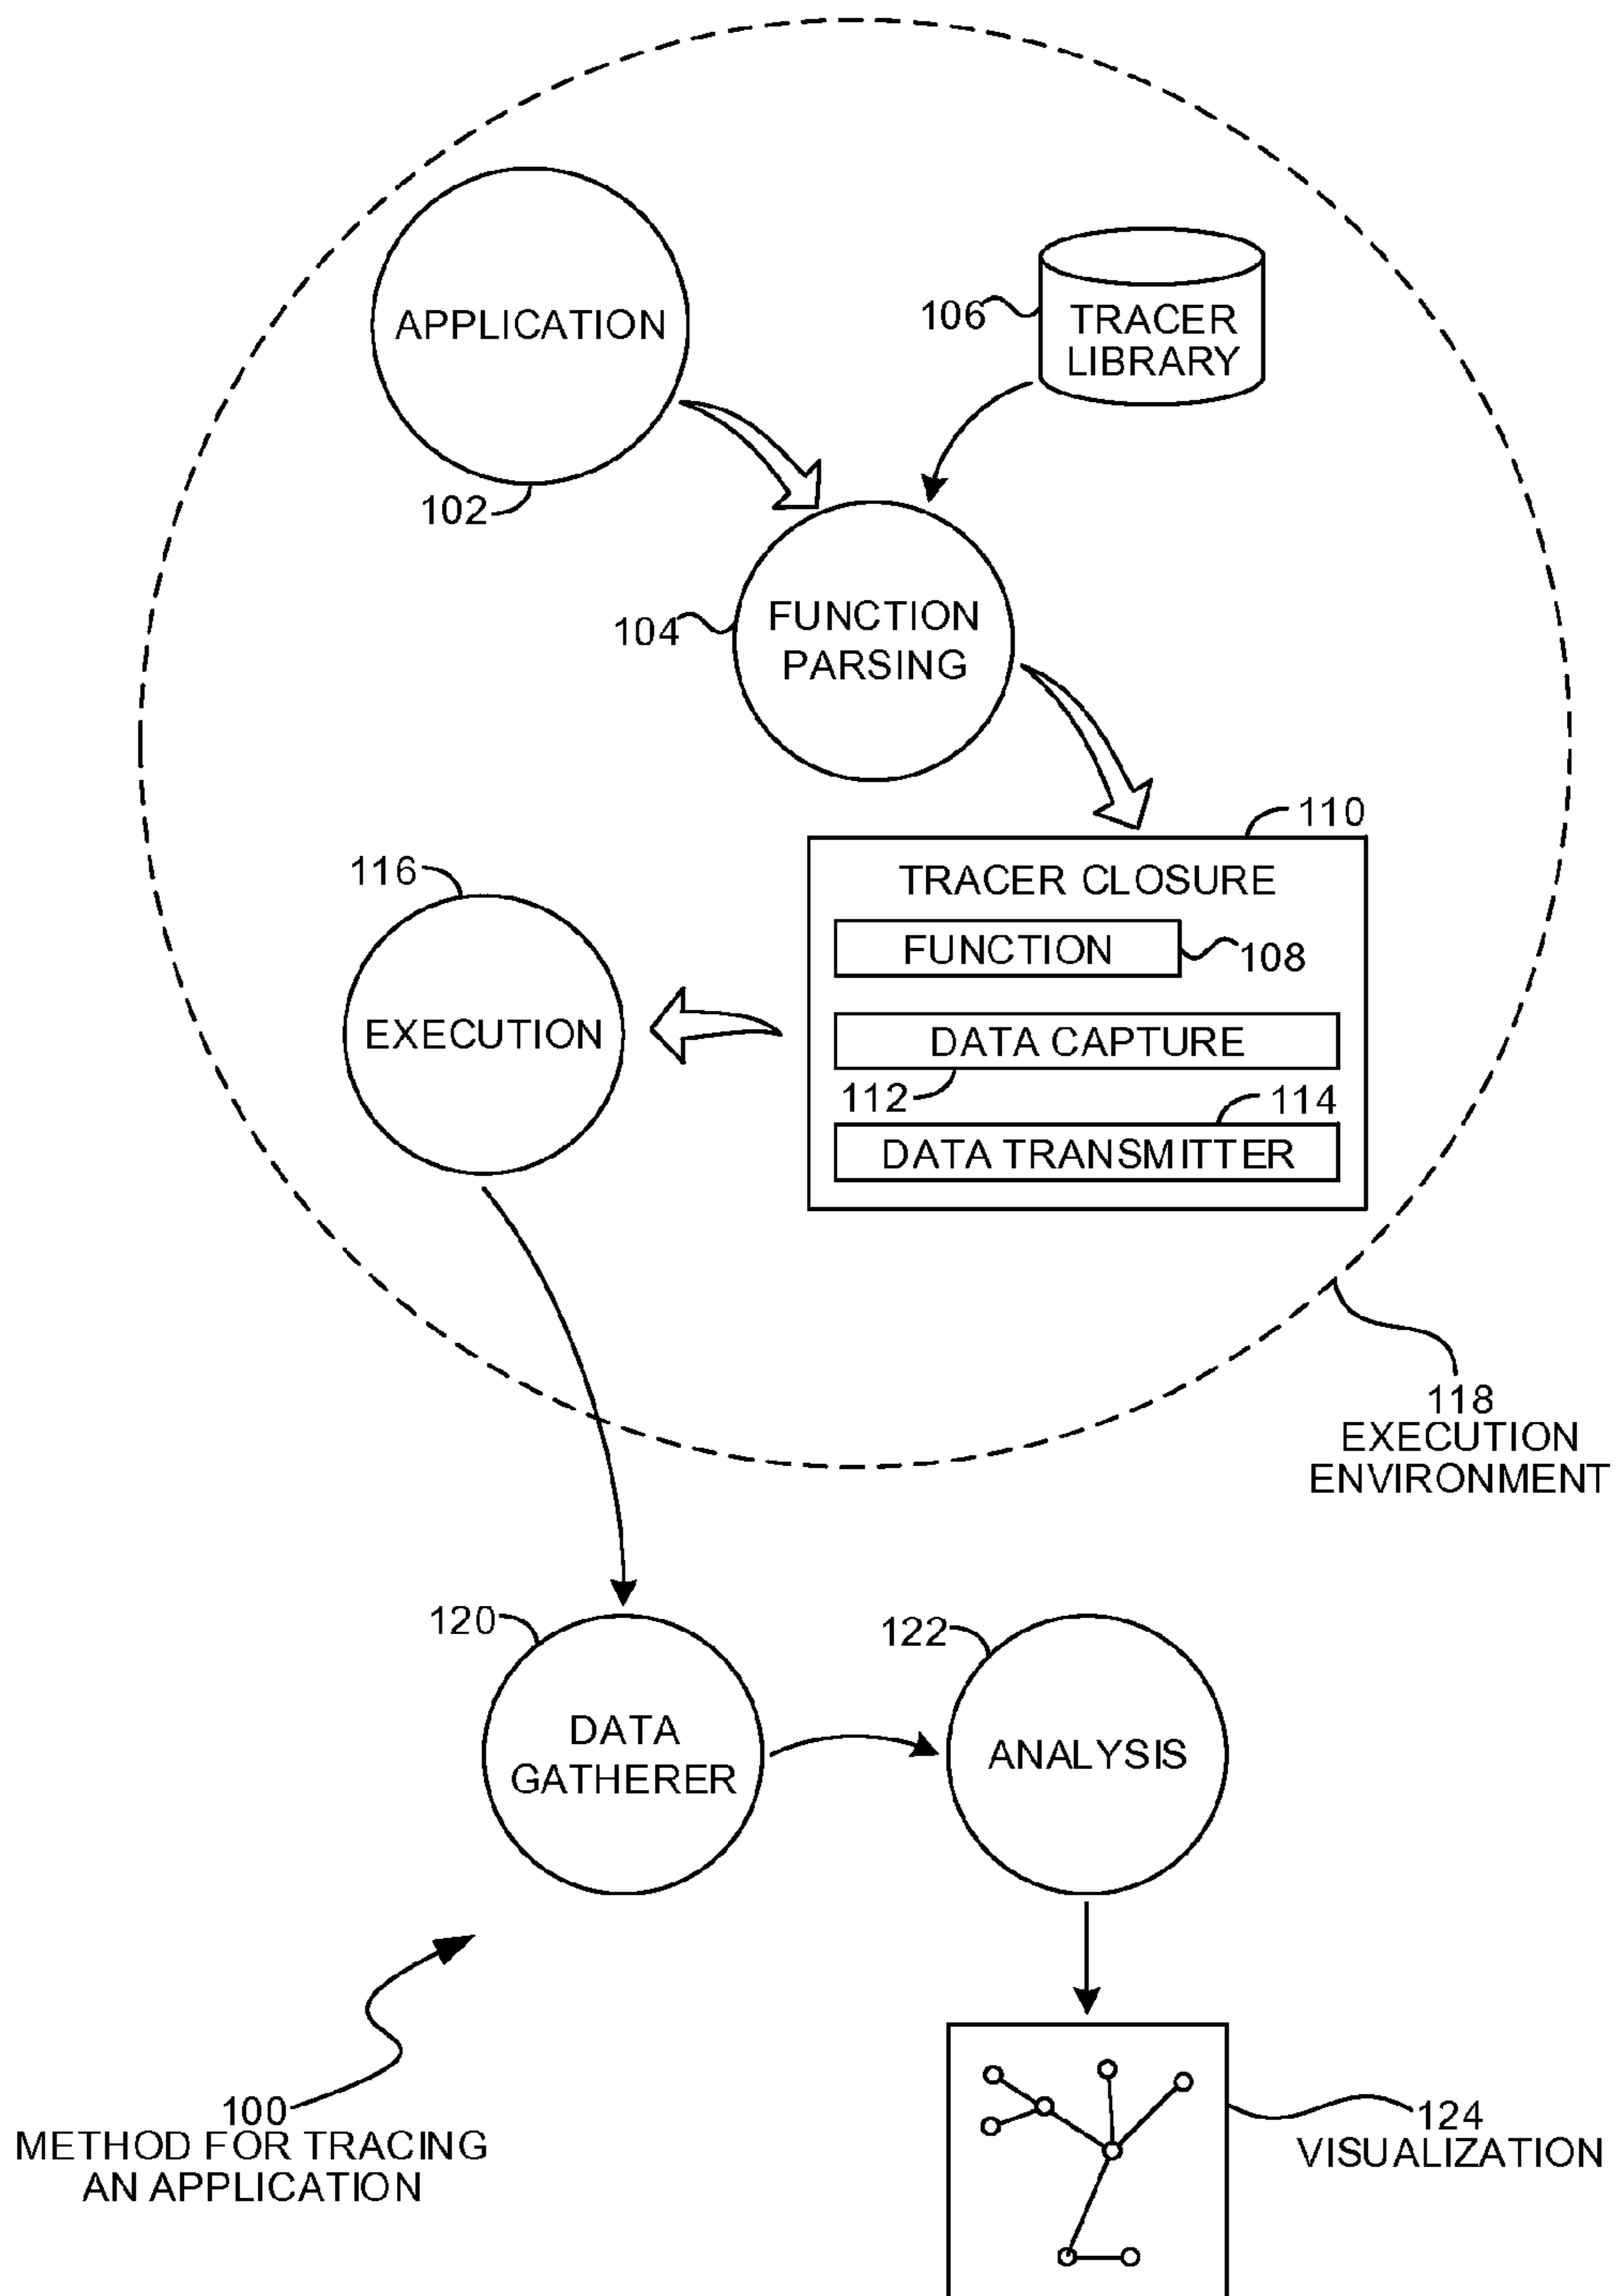 APPLICATION
102
106
TRACER
LIBRARY
104
FUNCTION
PARSING
110
TRACER CLOSURE
FUNCTION
108
DATA CAPTURE
112
114
DATA TRANSMITTER
116
EXECUTION
118
EXECUTION
ENVIRONMENT
120
DATA
GATHERER
122
ANALYSIS
100
METHOD FOR TRACING
AN APPLICATION
124
VISUALIZATION